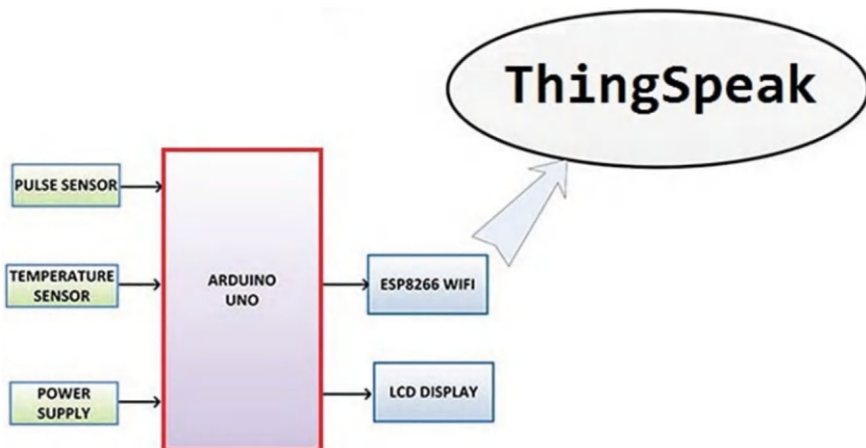 ThingSpeak
PULSE SENSOR
TEMPERATURE
SENSOR
POWER
SUPPLY
ARDUINO
UNO
ESP8266 WIFI
LCD DISPLAY